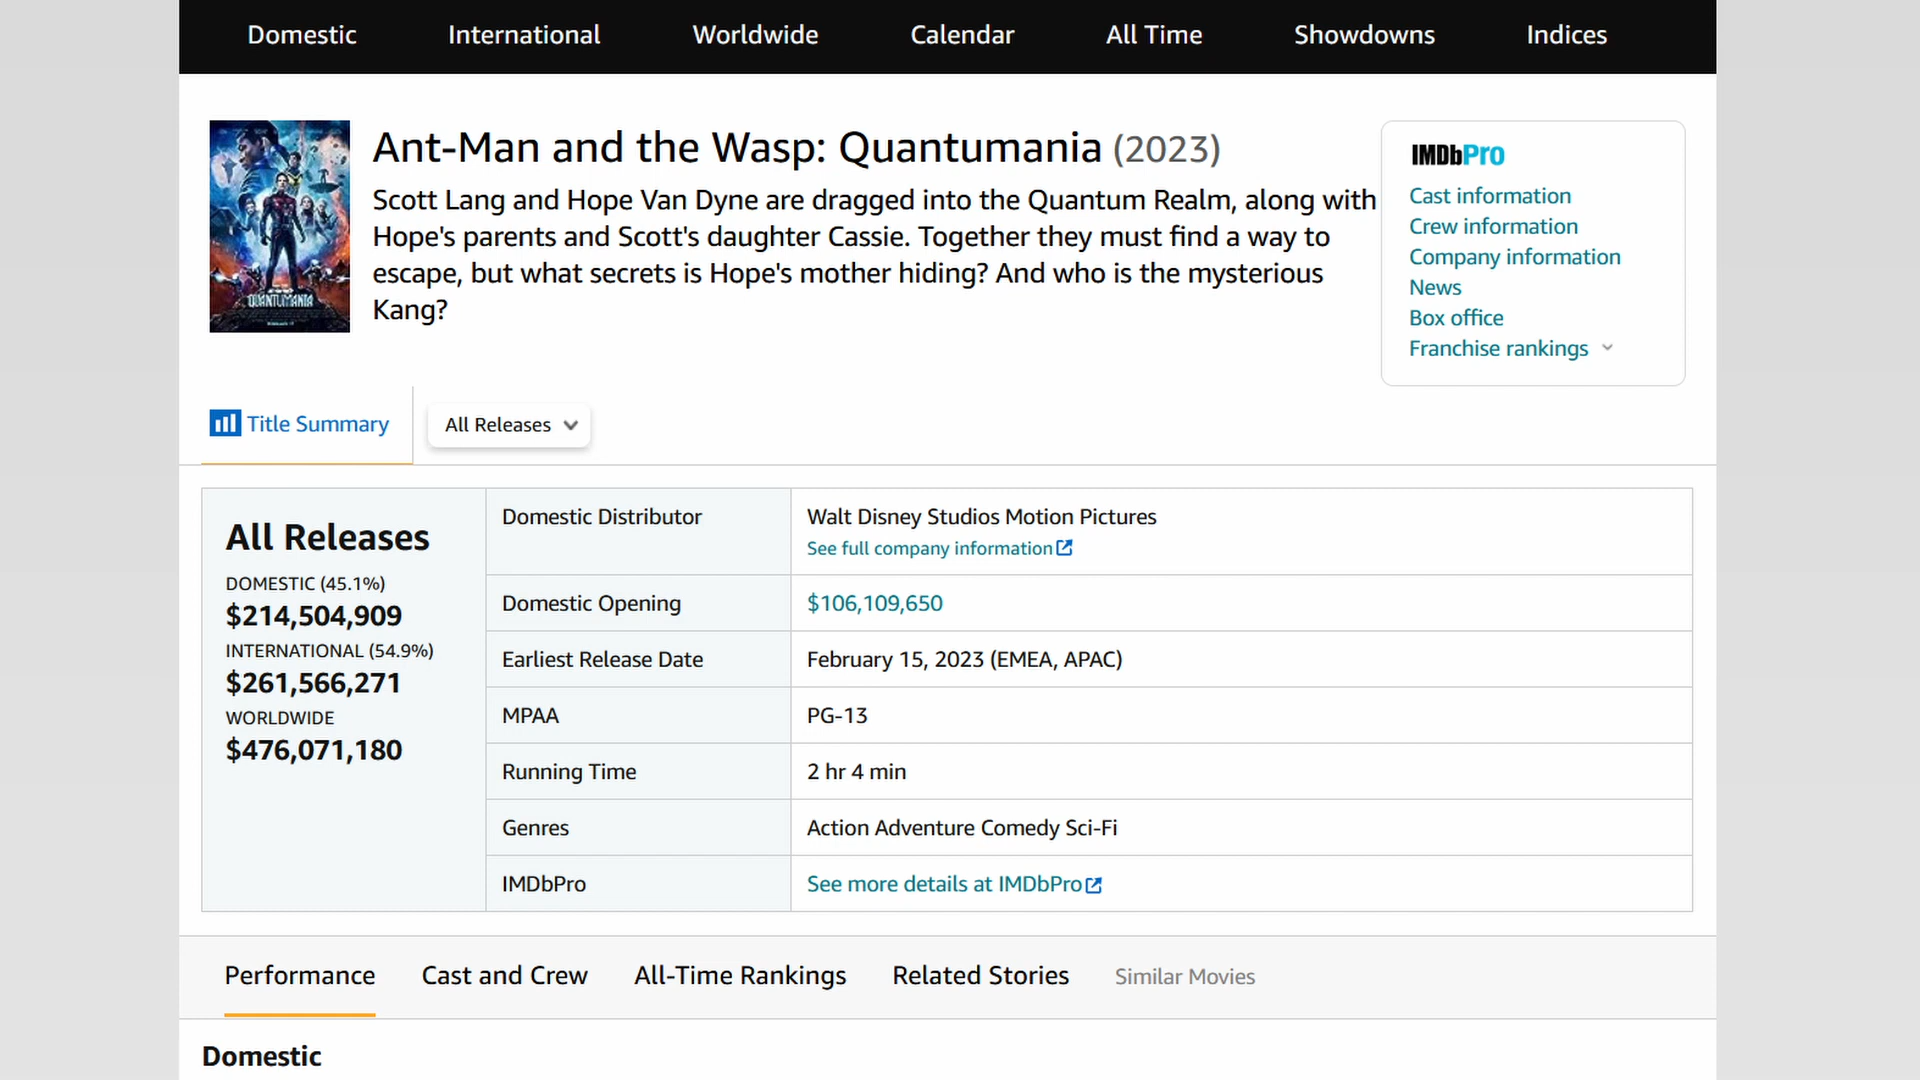 Domestic International Worldwide Calendar All Time Showdowns Indices
Ant-Man and the Wasp: Quantumania (2023)
Scott Lang and Hope Van Dyne are dragged into the Quantum Realm, along with
Hope's parents and Scott's daughter Cassie. Together they must find a way to
escape, but what secrets is Hope's mother hiding? And who is the mysterious
Kang?
QUANTUMANIA
IMDbPro
Cast information
Crew information
Company information
News
Box office
Franchise rankings
Title Summary
All Releases
All Releases
DOMESTIC (45.1%)
$214,504,909
INTERNATIONAL (54.9%)
$261,566,271
WORLDWIDE
$476,071,180
Domestic Distributor Walt Disney Studios Motion Pictures
See full company information
Domestic Opening $106,109,650
Earliest Release Date February 15, 2023 (EMEA, APAC)
MPAA PG-13
Running Time 2 hr 4 min
Genres Action Adventure Comedy Sci-Fi
IMDbPro See more details at IMDbPro
Performance Cast and Crew All-Time Rankings Related Stories Similar Movies
Domestic